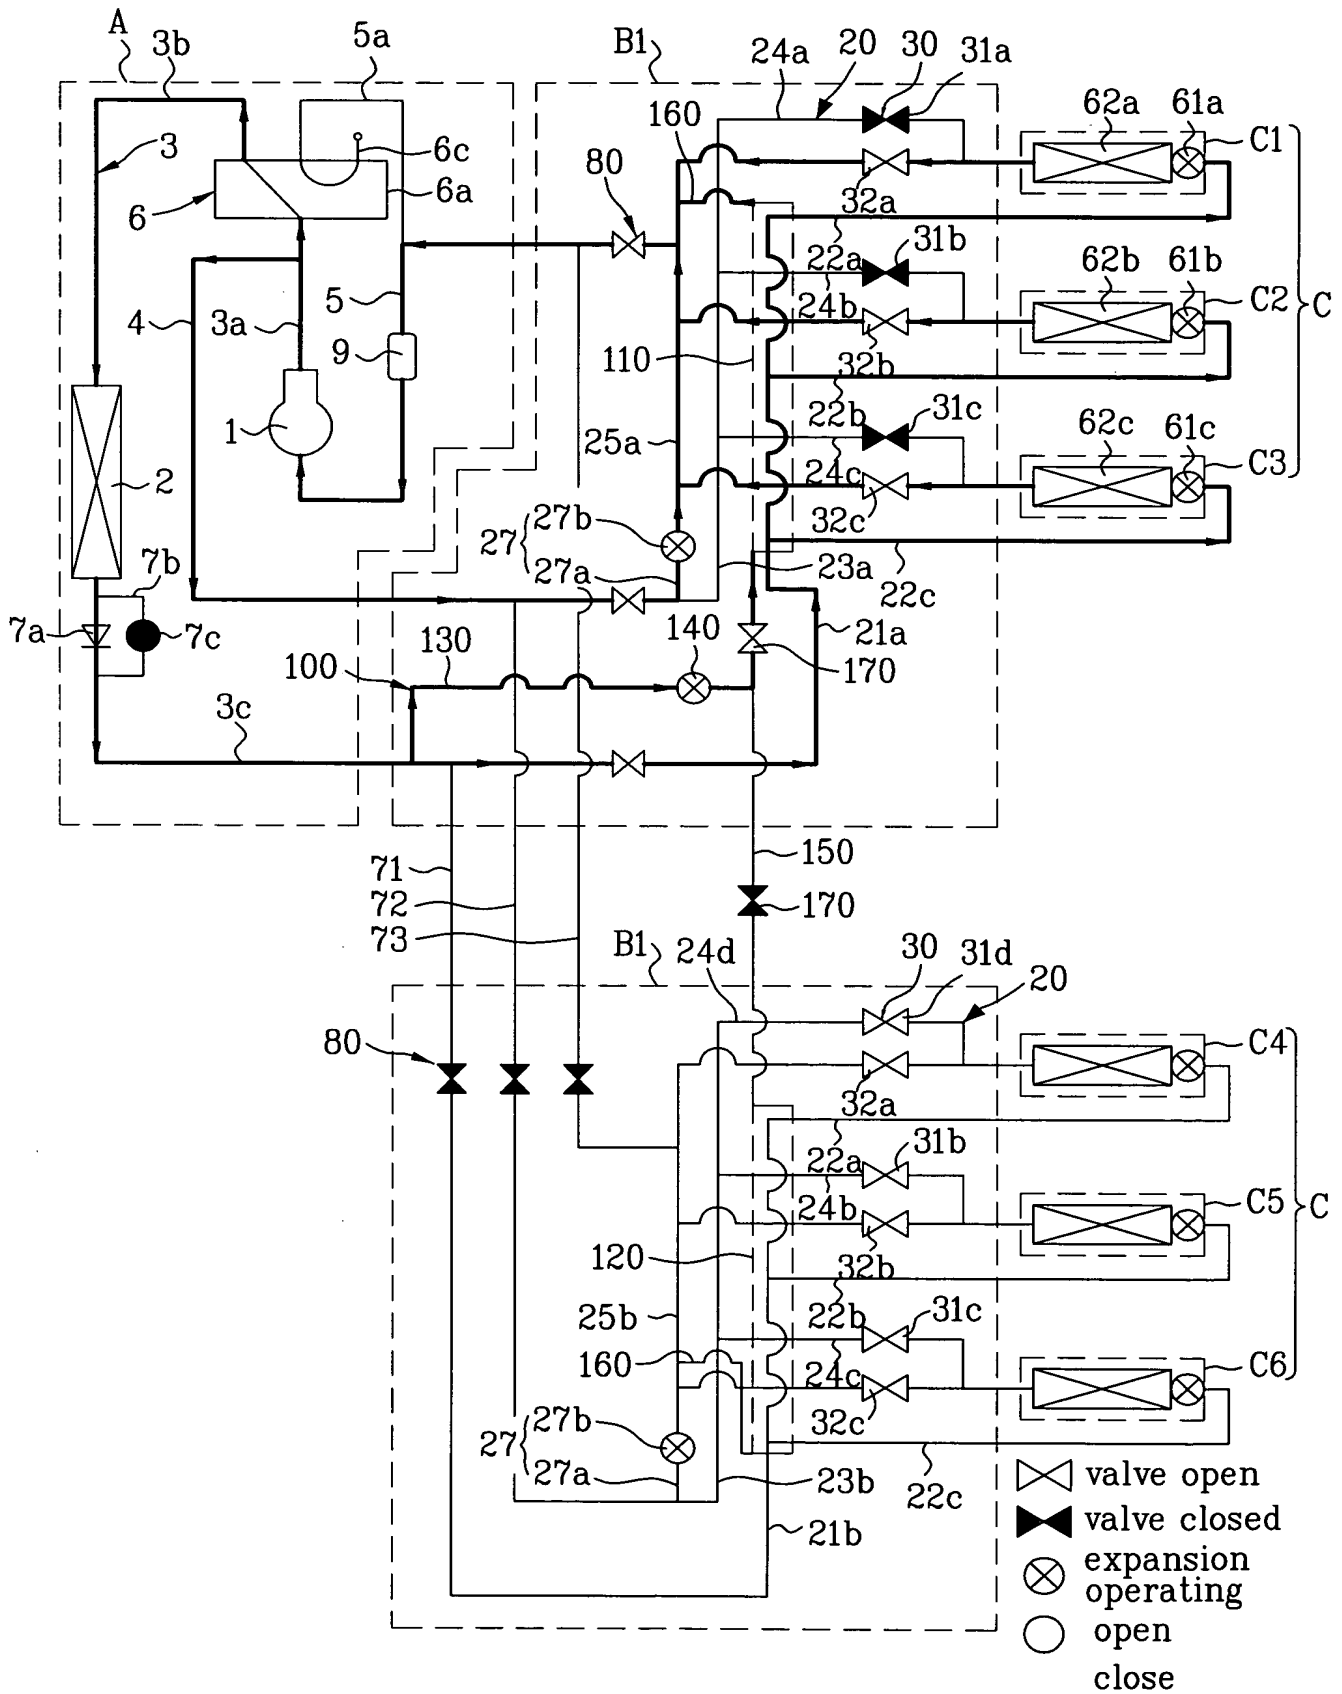 A
3b
5a
B1
24a
20
30
31a
62a
61a
C1
160
3
6c
6a
80
6
32a
31b
22a
62b
61b
C2
C
5
24b
4
3a
9
110
32b
22b
31c
62c
61c
C3
1
25a
24c
2
27
27b
27a
32c
23a
22c
7b
7a
7c
140
21a
130
170
100
3c
150
71
72
170
73
B1
24d
30
31d
20
80
C4
32a
31b
22a
24b
C5
C
120
32b
25b
22b
31c
160
24c
C6
27
27b
27a
32c
23b
22c
21b
valve open
valve closed
expansion
operating
open
close